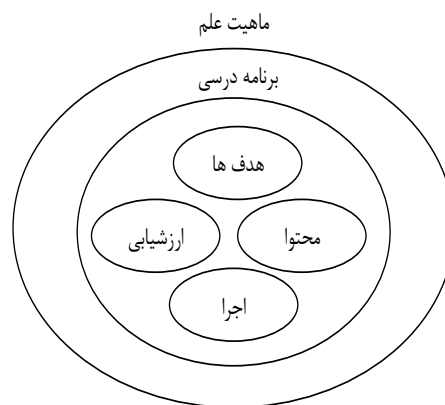 ماهیت علم
برنامه درسی
هدف ها
محتوا
ارزشیابی
اجرا